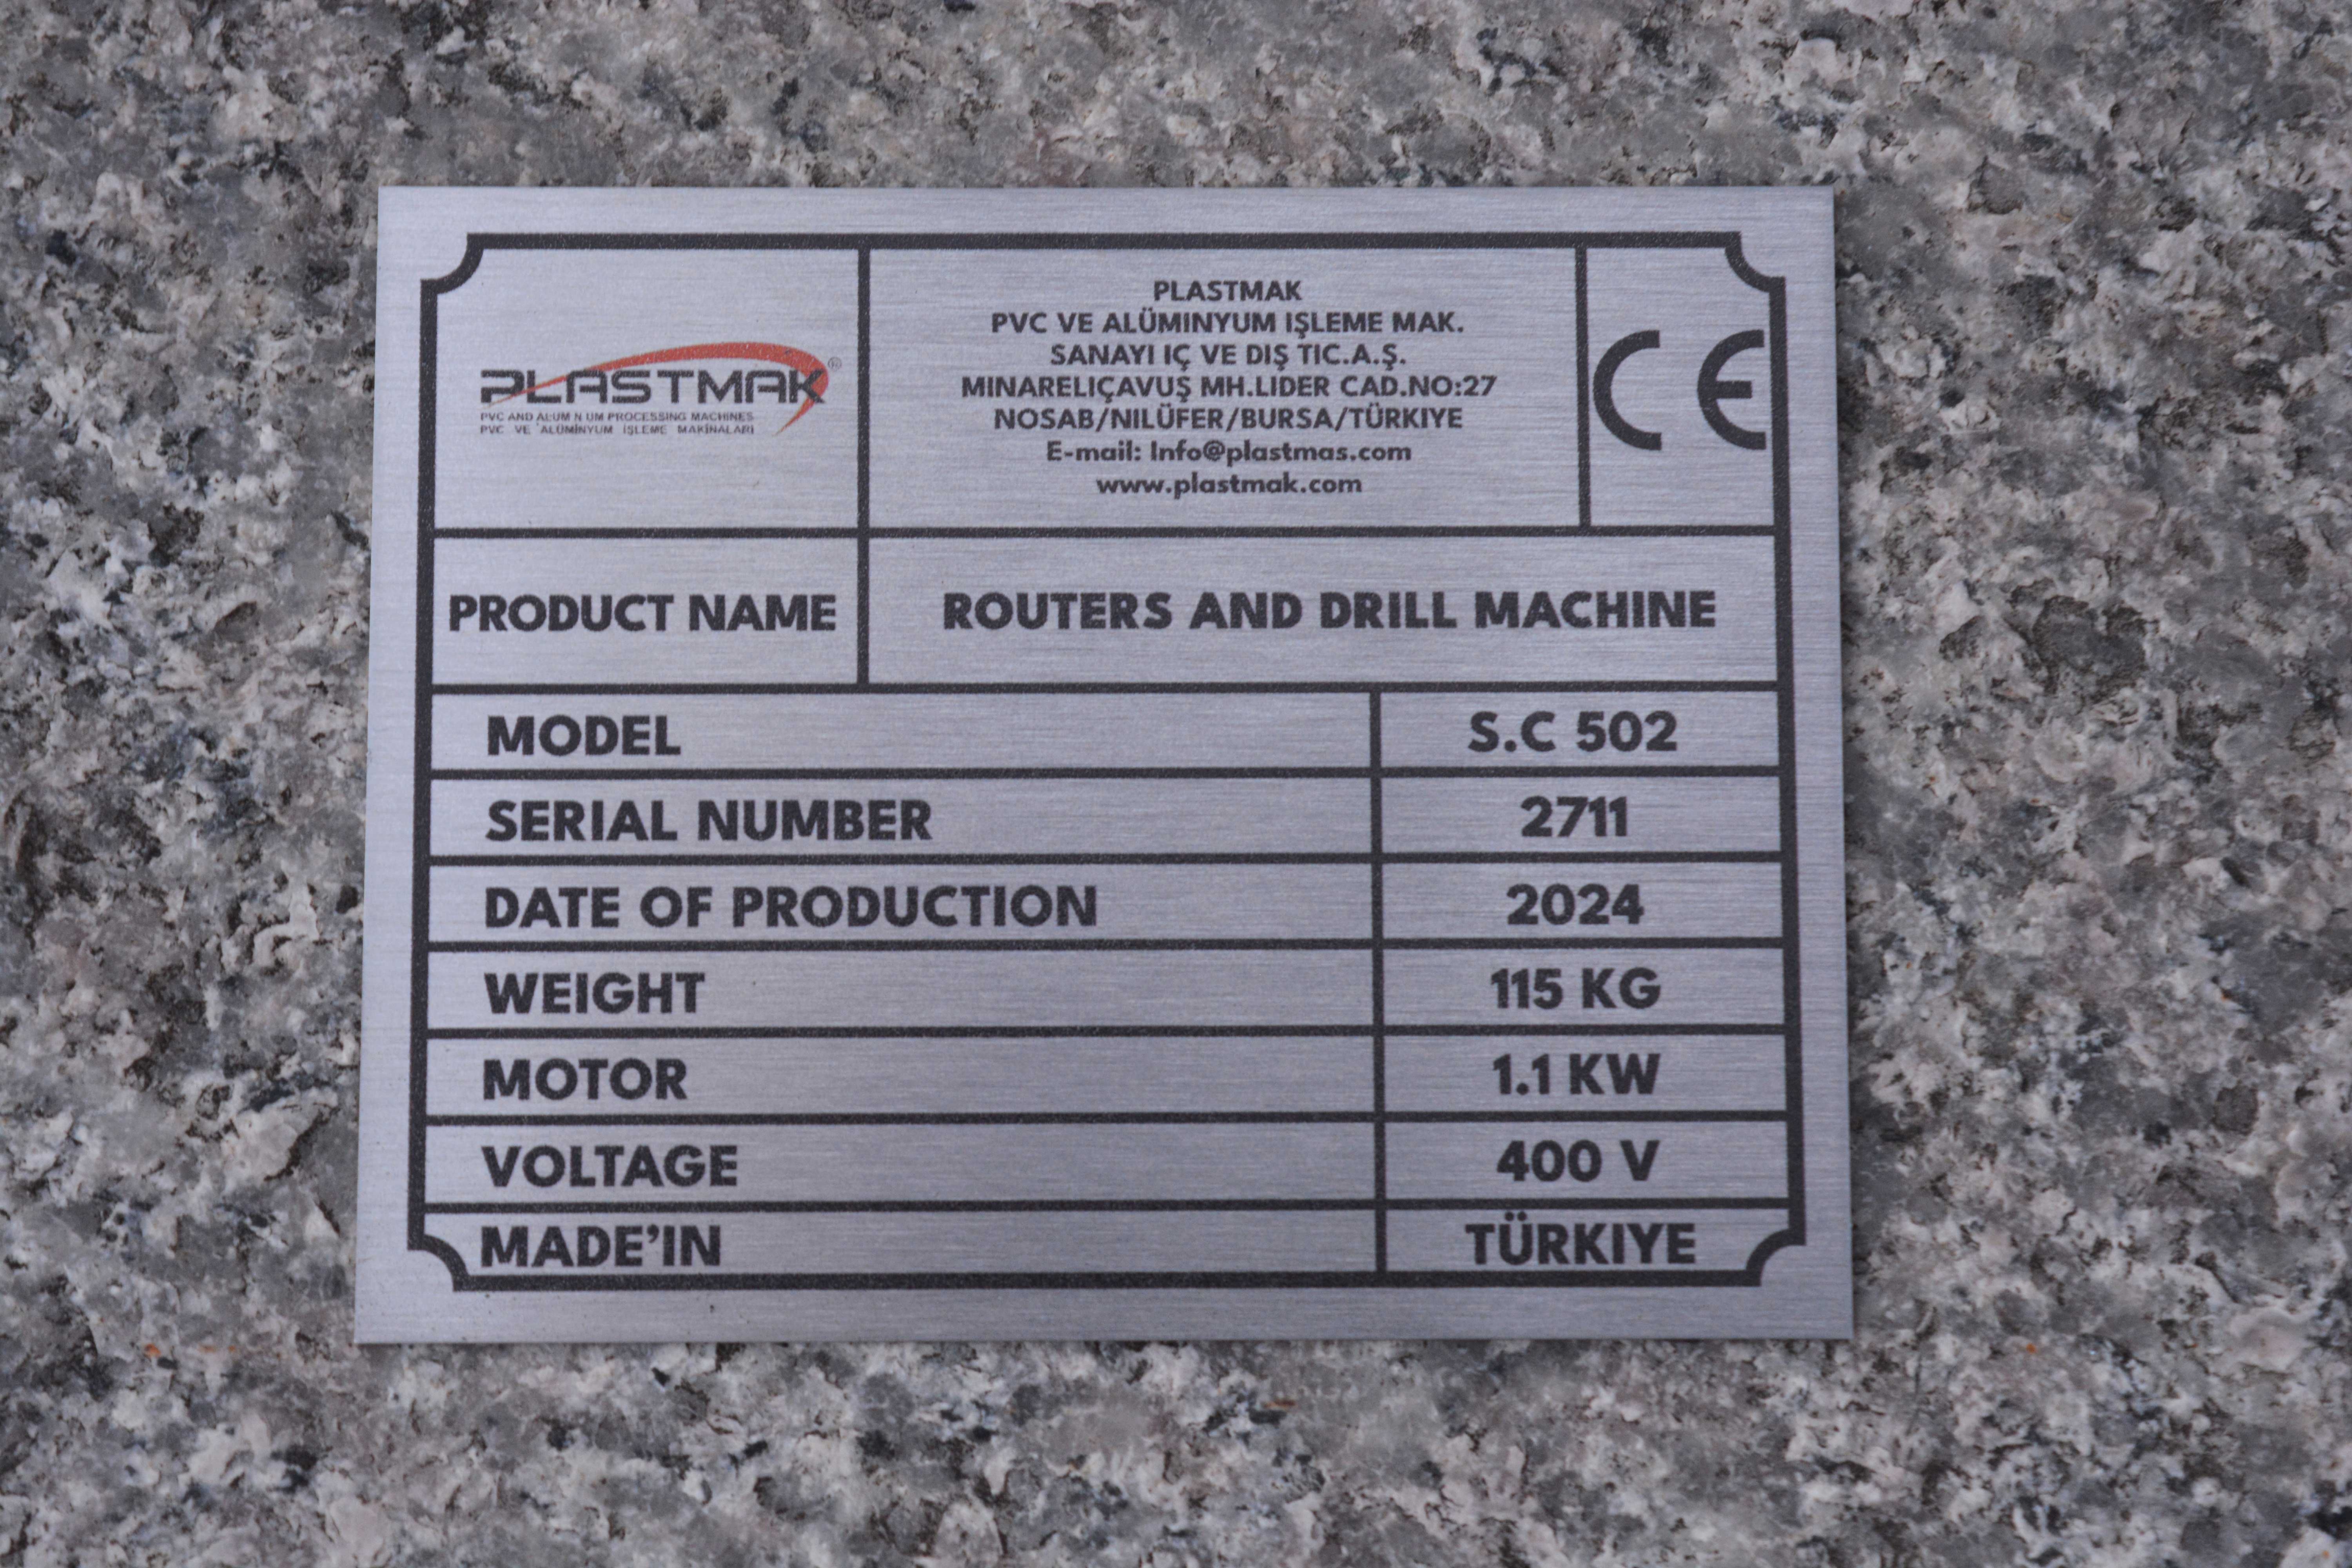 PLASTMAK®
PVC AND ALUMINUM PROCESSING MACHINES
PVC VE ALÜMİNYUM İŞLEME MAKİNALARI
PLASTMAK
PVC VE ALÜMINYUM IŞLEME MAK.
SANAYI IÇ VE DIŞ TIC.A.Ş.
MINARELIÇAVUŞ MH.LIDER CAD.NO:27
NOSAB/NILÜFER/BURSA/TÜRKIYE
E-mail: Info@plastmas.com
www.plastmak.com
CE
PRODUCT NAME ROUTERS AND DRILL MACHINE
MODEL S.C 502
SERIAL NUMBER 2711
DATE OF PRODUCTION 2024
WEIGHT 115 KG
MOTOR 1.1 KW
VOLTAGE 400 V
MADE’IN TÜRKIYE